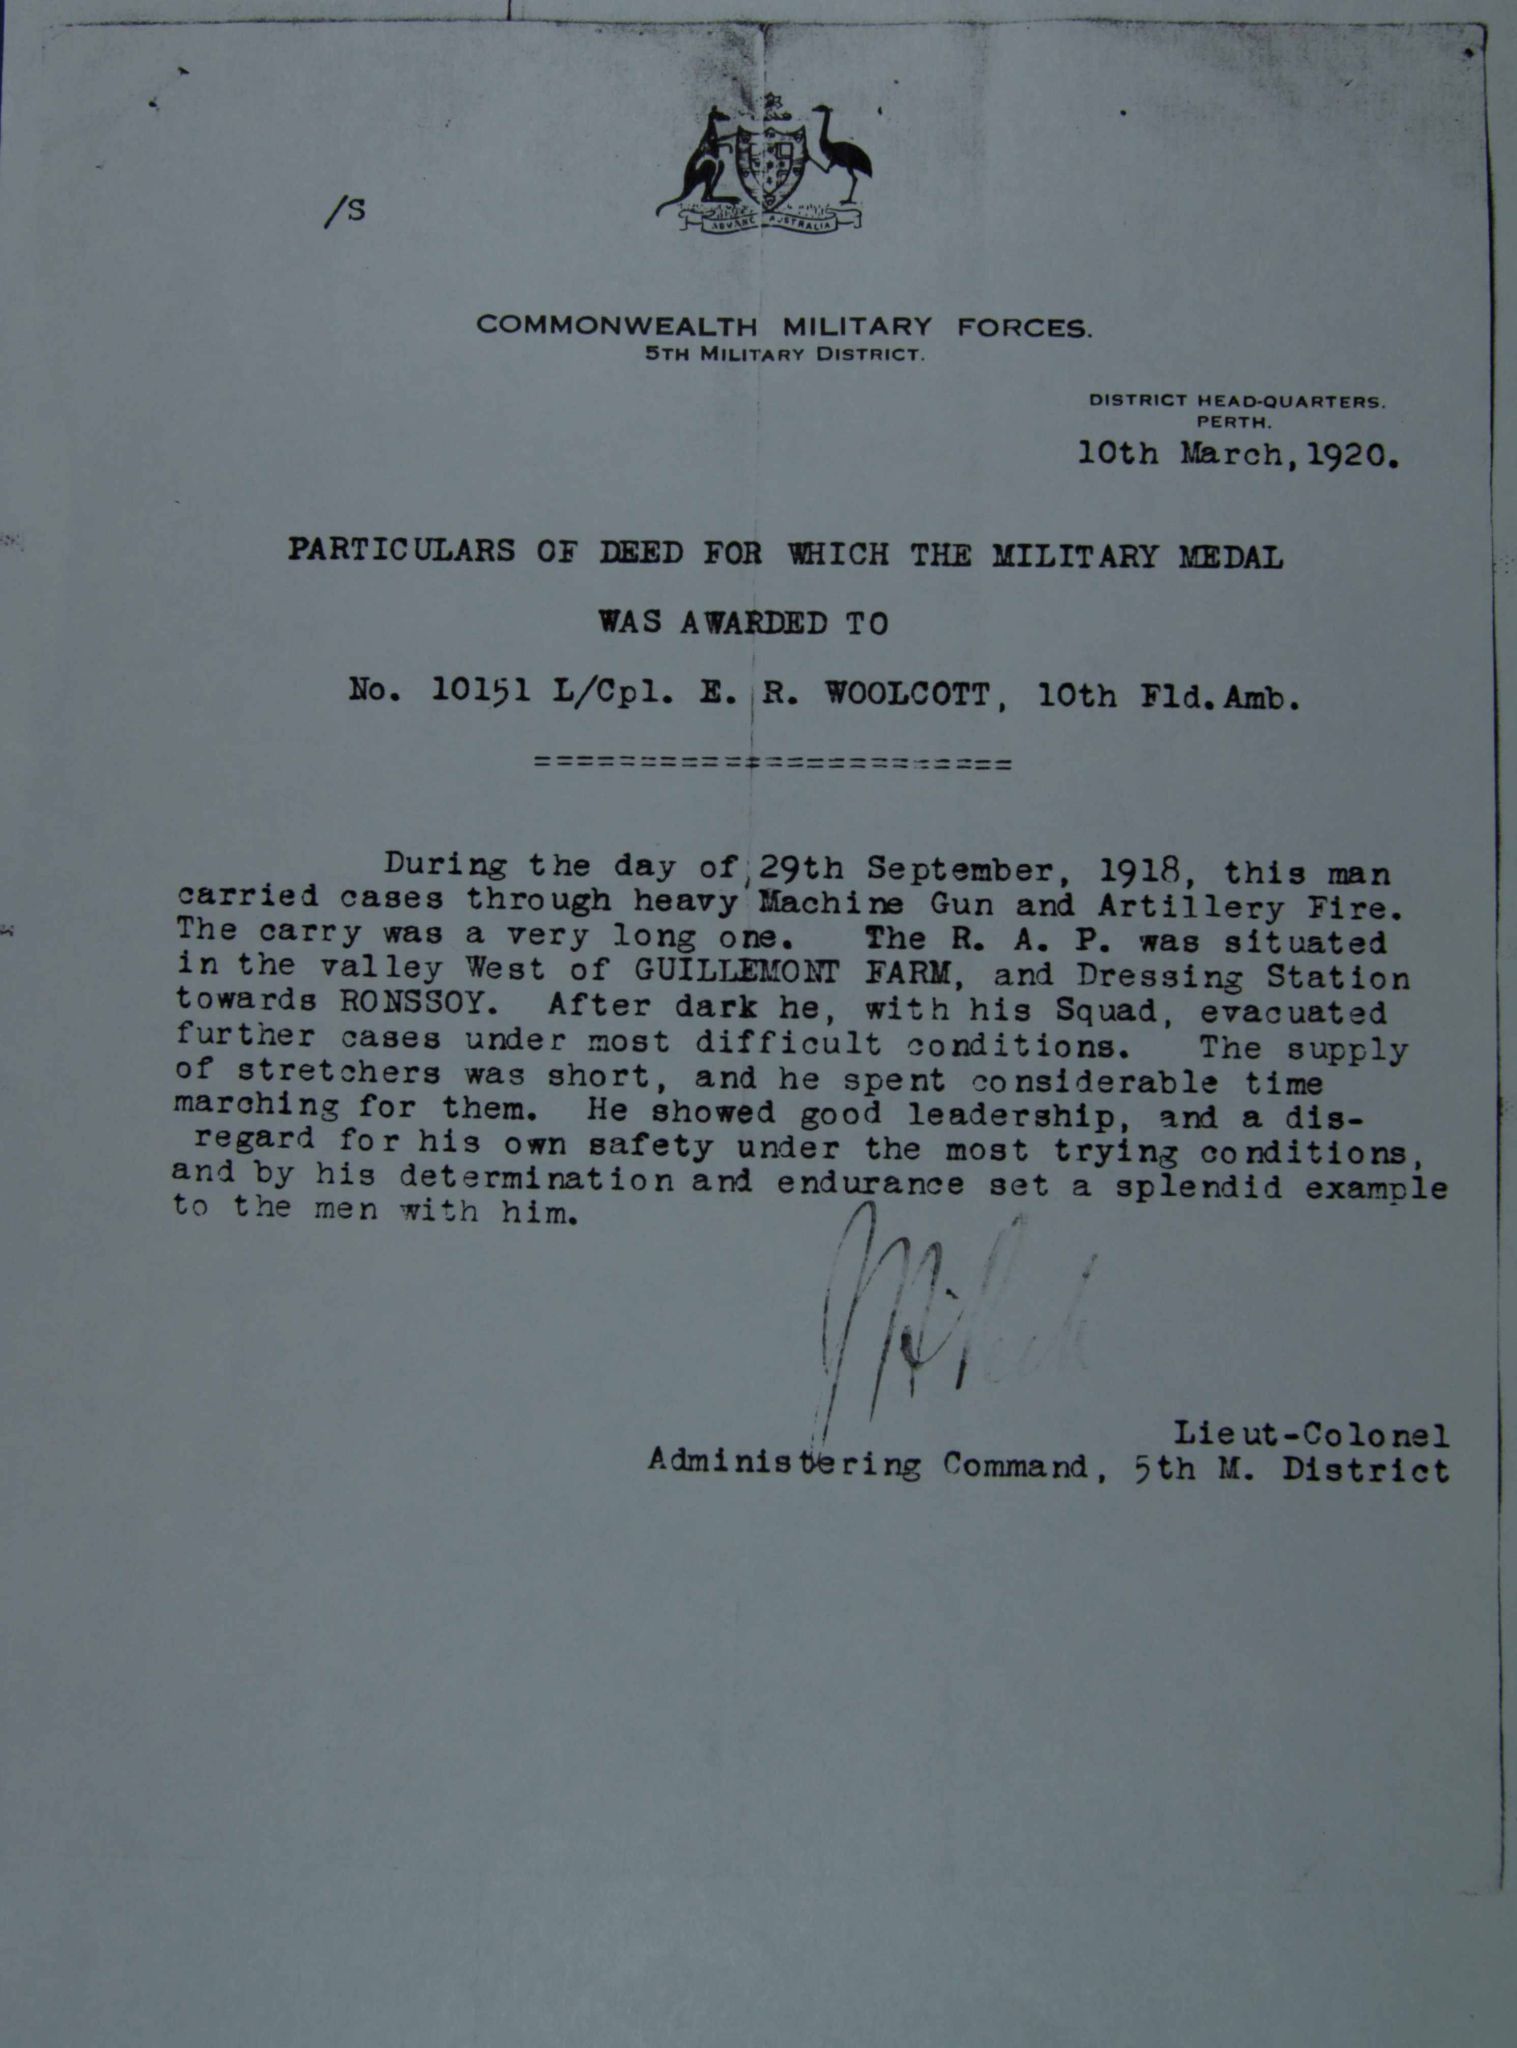 ADVANCE AUSTRALIA
/S
COMMONWEALTH MILITARY FORCES.
5TH MILITARY DISTRICT.
DISTRICT HEAD-QUARTERS.
PERTH.
10th March, 1920.
PARTICULARS OF DEED FOR WHICH THE MILITARY MEDAL
WAS AWARDED TO
No. 10151 L/Cpl. E. R. WOOLCOTT, 10th Fld. Amb.
=======================
During the day of 29th September, 1918, this man
carried cases through heavy Machine Gun and Artillery Fire.
The carry was a very long one. The R. A. P. was situated
in the valley West of GUILLEMONT FARM, and Dressing Station
towards RONSSOY. After dark he, with his Squad, evacuated
further cases under most difficult conditions. The supply
of stretchers was short, and he spent considerable time
marching for them. He showed good leadership, and a dis-
regard for his own safety under the most trying conditions,
and by his determination and endurance set a splendid example
to the men with him.
Lieut-Colonel
Administering Command, 5th M. District